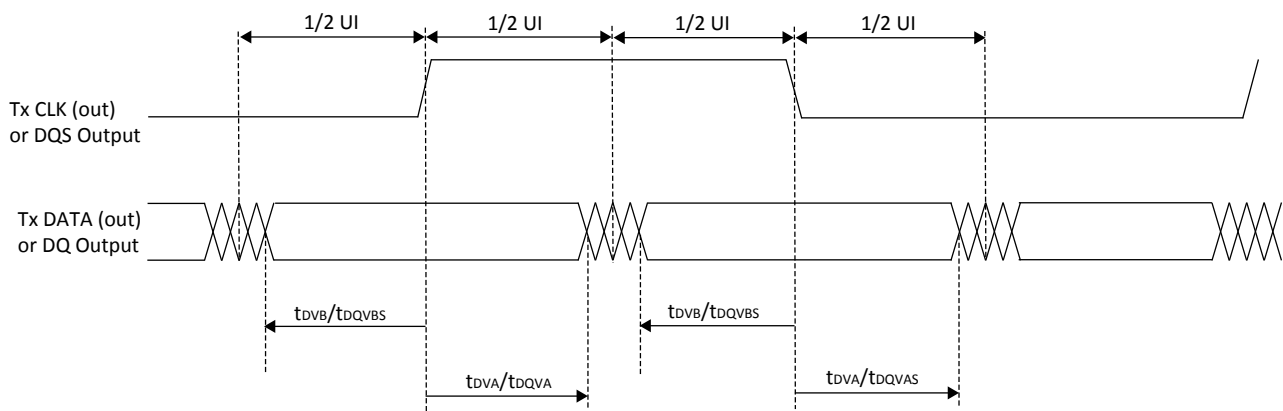 1/2 UI
1/2 UI
1/2 UI
1/2 UI
Tx CLK (out)
or DQS Output
Tx DATA (out)
or DQ Output
tDVB/tDQVBS
tDVB/tDQVBS
tDVA/tDQVA
tDVA/tDQVAS